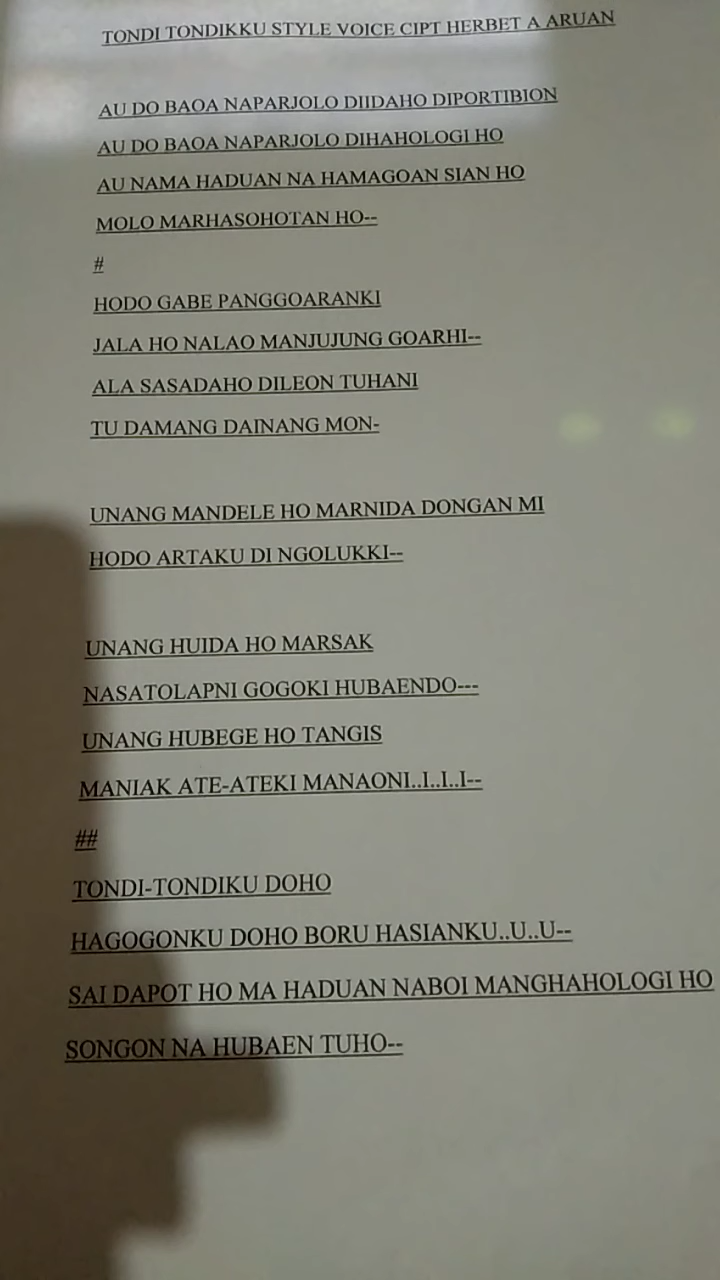 TONDI TONDIKKU STYLE VOICE CIPT HERBET A ARUAN
AU DO BAOA NAPARJOLO DIIDAHO DIPORTIBION
AU DO BAOA NAPARJOLO DIHAHOLOGI HO
AU NAMA HADUAN NA HAMAGOAN SIAN HO
MOLO MARHASOHOTAN HO--
#
HODO GABE PANGGOARANKI
JALA HO NALAO MANJUJUNG GOARHI--
ALA SASADAHO DILEON TUHANI
TU DAMANG DAINANG MON-
UNANG MANDELE HO MARNIDA DONGAN MI
HODO ARTAKU DI NGOLUKKI--
UNANG HUIDA HO MARSAK
NASATOLAPNI GOGOKI HUBAENDO---
UNANG HUBEGE HO TANGIS
MANIAK ATE-ATEKI MANAONI..I..I..I--
##
TONDI-TONDIKU DOHO
HAGOGONKU DOHO BORU HASIANKU..U..U--
SAI DAPOT HO MA HADUAN NABOI MANGHAHOLOGI HO
SONGON NA HUBAEN TUHO--